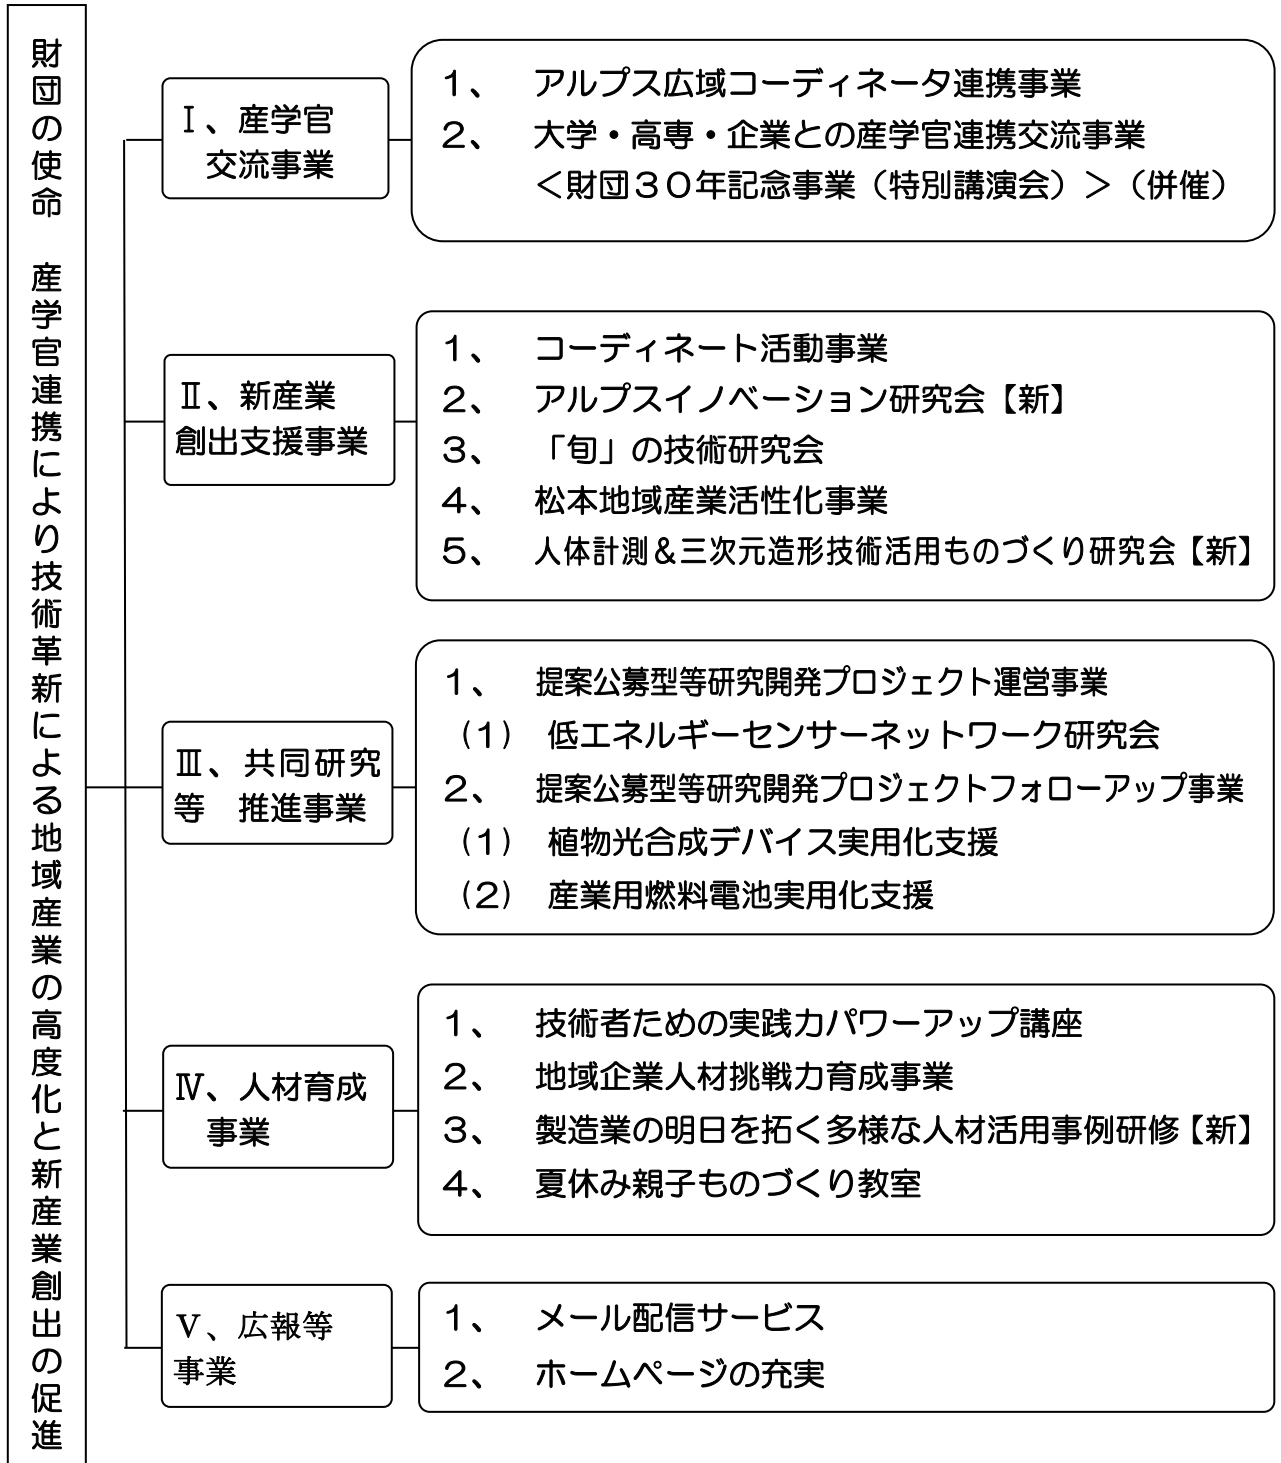 財団の使命　産学官連携により技術革新による地域産業の高度化と新産業創出の促進
Ⅰ、産学官
交流事業
１、　アルプス広域コーディネータ連携事業
２、　大学・高専・企業との産学官連携交流事業
＜財団３０年記念事業（特別講演会）＞（併催）
Ⅱ、新産業
創出支援事業
１、　コーディネート活動事業
２、　アルプスイノベーション研究会【新】
３、　「旬」の技術研究会
４、　松本地域産業活性化事業
５、　人体計測＆三次元造形技術活用ものづくり研究会【新】
Ⅲ、共同研究
等　推進事業
１、　提案公募型等研究開発プロジェクト運営事業
（１）　低エネルギーセンサーネットワーク研究会
２、　提案公募型等研究開発プロジェクトフォローアップ事業
（１）　植物光合成デバイス実用化支援
（２）　産業用燃料電池実用化支援
Ⅳ、人材育成
事業
１、　技術者ための実践力パワーアップ講座
２、　地域企業人材挑戦力育成事業
３、　製造業の明日を拓く多様な人材活用事例研修【新】
４、　夏休み親子ものづくり教室
Ⅴ、広報等
事業
１、　メール配信サービス
２、　ホームページの充実